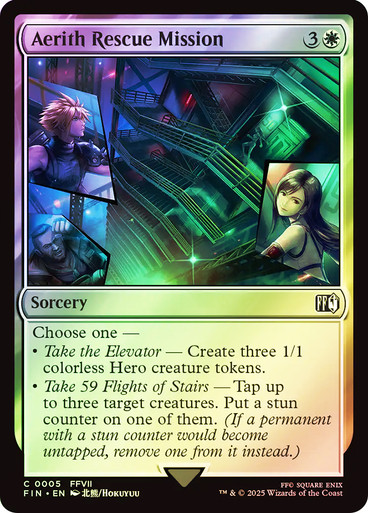 Aerith Rescue Mission 3
Sorcery FF
Choose one —
• Take the Elevator — Create three 1/1
colorless Hero creature tokens.
• Take 59 Flights of Stairs — Tap up
to three target creatures. Put a stun
counter on one of them. (If a permanent
with a stun counter would become
untapped, remove one from it instead.)
C 0005 FFVII
FIN • EN 北熊/Hokuyuu
FF© SQUARE ENIX
™ & © 2025 Wizards of the Coast